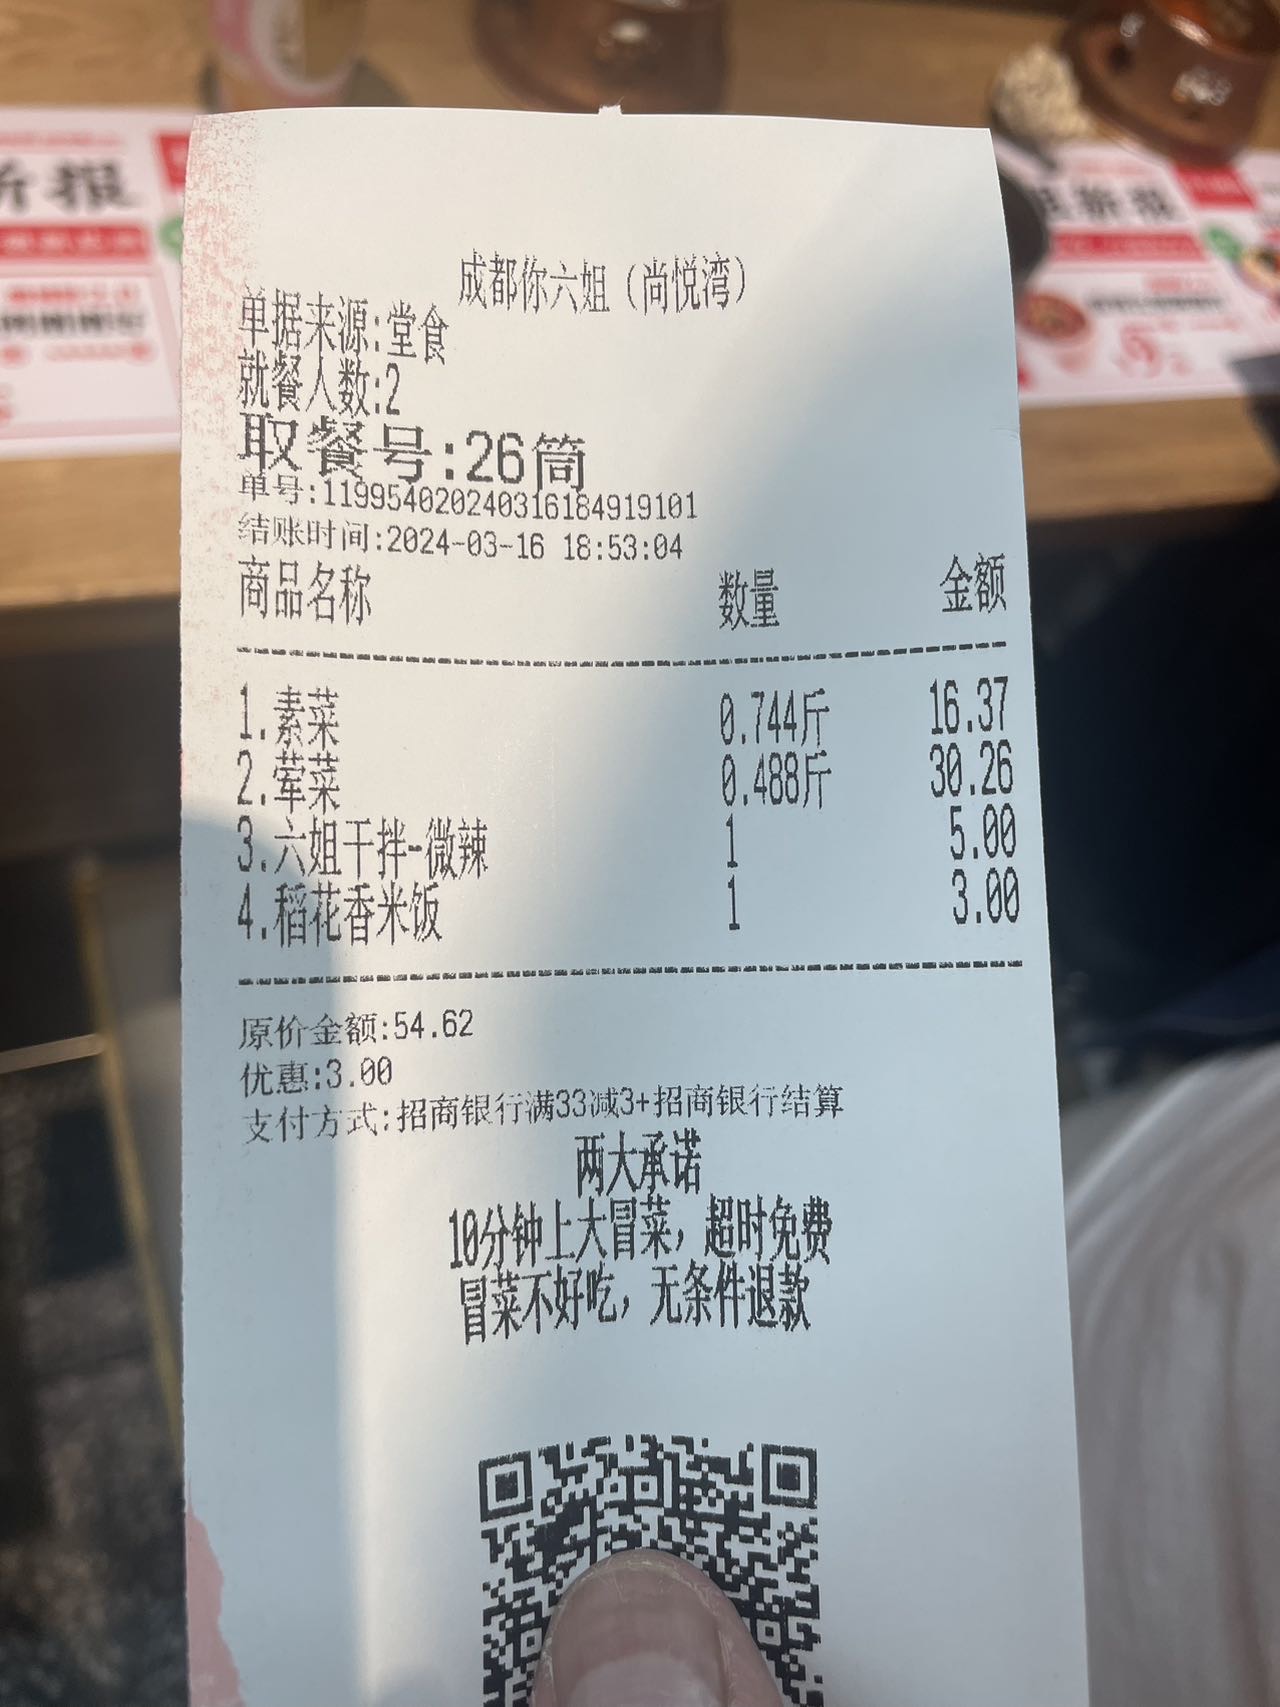 成都你六姐（尚悦湾）
单据来源:堂食
就餐人数:2
取餐号:26筒
单号:119954020240316184919101
结账时间:2024-03-16 18:53:04
商品名称 数量 金额
1.素菜 0.744斤 16.37
2.荤菜 0.488斤 30.26
3.六姐干拌-微辣 1 5.00
4.稻花香米饭 1 3.00
原价金额:54.62
优惠:3.00
支付方式:招商银行满33减3+招商银行结算
两大承诺
10分钟上大冒菜，超时免费
冒菜不好吃，无条件退款